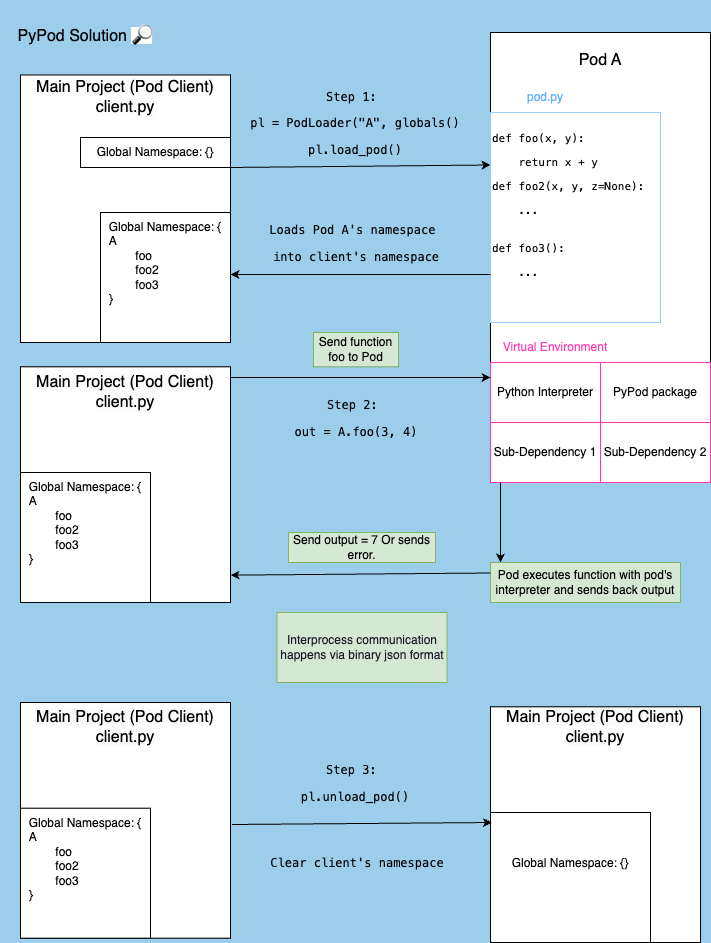 PyPod Solution
Main Project (Pod Client)
client.py
Global Namespace: {}
Global Namespace: {
A
foo
foo2
foo3
}
Step 1:
pl = PodLoader("A", globals()
pl.load_pod()
Loads Pod A's namespace
into client's namespace
Pod A
pod.py
def foo(x, y):
return x + y
def foo2(x, y, z=None):
...
def foo3():
...
Virtual Environment
Python Interpreter
PyPod package
Sub-Dependency 1
Sub-Dependency 2
Send function
foo to Pod
Main Project (Pod Client)
client.py
Global Namespace: {
A
foo
foo2
foo3
}
Step 2:
out = A.foo(3, 4)
Send output = 7 Or sends
error.
Pod executes function with pod's
interpreter and sends back output
Interprocess communication
happens via binary json format
Main Project (Pod Client)
client.py
Global Namespace: {
A
foo
foo2
foo3
}
Step 3:
pl.unload_pod()
Clear client's namespace
Main Project (Pod Client)
client.py
Global Namespace: {}